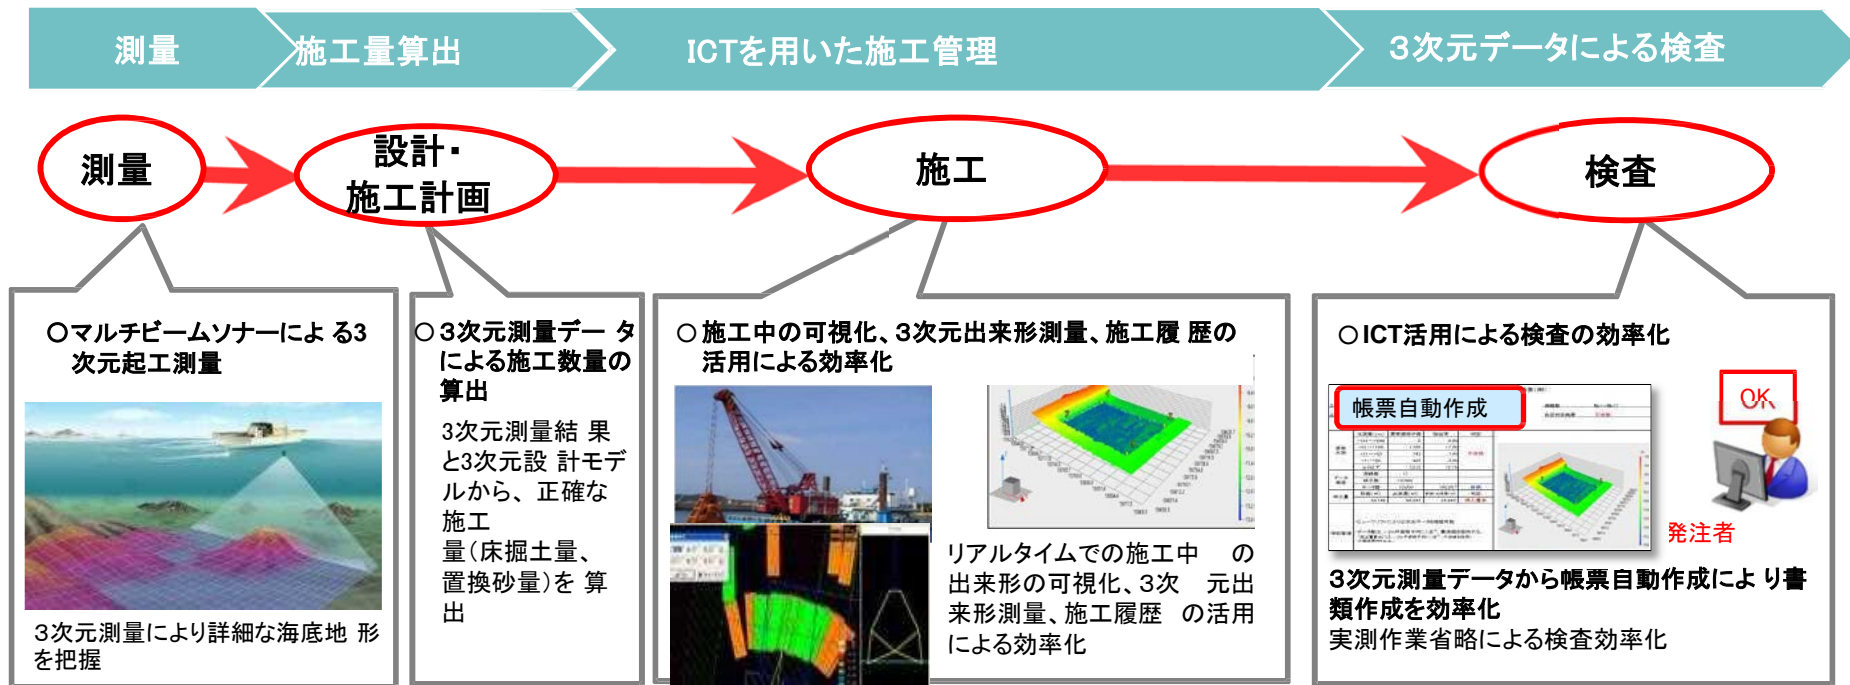 測量
施工量算出
ICTを用いた施工管理
3次元データによる検査
測量
設計・
施工計画
施工
検査
○マルチビームソナーによ る3
次元起工測量
3次元測量により詳細な海底地 形
を把握
○3次元測量デー タ
による施工数量の
算出
3次元測量結 果
と3次元設 計モデ
ルから、正確な
施工
量(床掘土量、
置換砂量)を 算
出
○施工中の可視化、3次元出来形測量、施工履 歴の
活用による効率化
リアルタイムでの施工中 の
出来形の可視化、3次 元出
来形測量、施工履歴 の活用
による効率化
○ICT活用による検査の効率化
帳票自動作成
OK
発注者
3次元測量データから帳票自動作成によ り書
類作成を効率化
実測作業省略による検査効率化